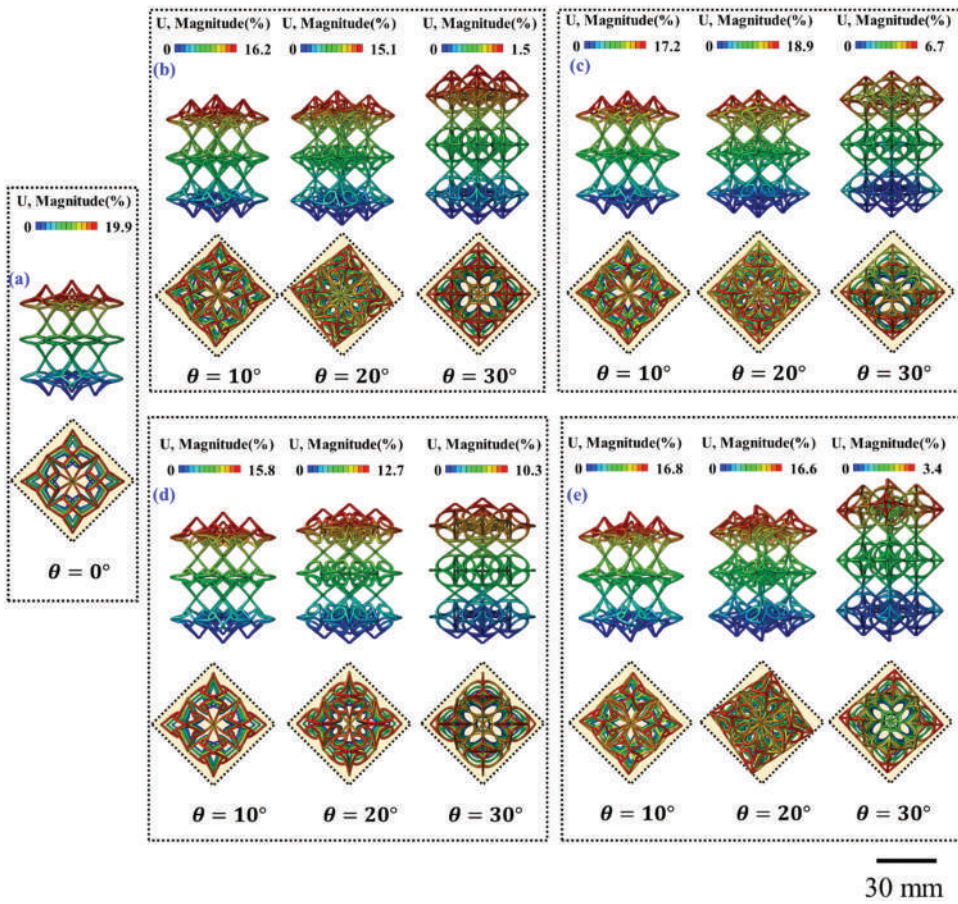 U, Magnitude(%) U, Magnitude(%) U, Magnitude(%)
0 16.2 0 15.1 0 1.5
(b)
θ = 10° θ = 20° θ = 30°
U, Magnitude(%) U, Magnitude(%) U, Magnitude(%)
0 17.2 0 18.9 0 6.7
(c)
θ = 10° θ = 20° θ = 30°
U, Magnitude(%)
0 19.9
(a)
θ = 0°
U, Magnitude(%) U, Magnitude(%) U, Magnitude(%)
0 15.8 0 12.7 0 10.3
(d)
θ = 10° θ = 20° θ = 30°
U, Magnitude(%) U, Magnitude(%) U, Magnitude(%)
0 16.8 0 16.6 0 3.4
(e)
θ = 10° θ = 20° θ = 30°
30 mm